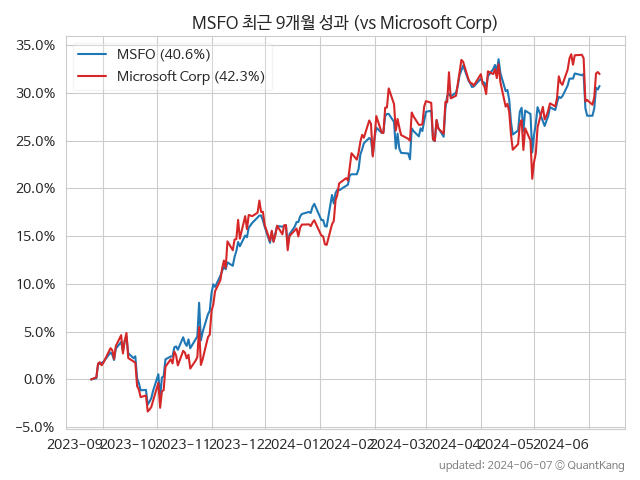 MSFO 최근 9개월 성과 (vs Microsoft Corp)
MSFO (40.6%)
Microsoft Corp (42.3%)
35.0%
30.0%
25.0%
20.0%
15.0%
10.0%
5.0%
0.0%
−5.0%
2023-09 2023-10 2023-11 2023-12 2024-01 2024-02 2024-03 2024-04 2024-05 2024-06
updated: 2024-06-07 © QuantKang